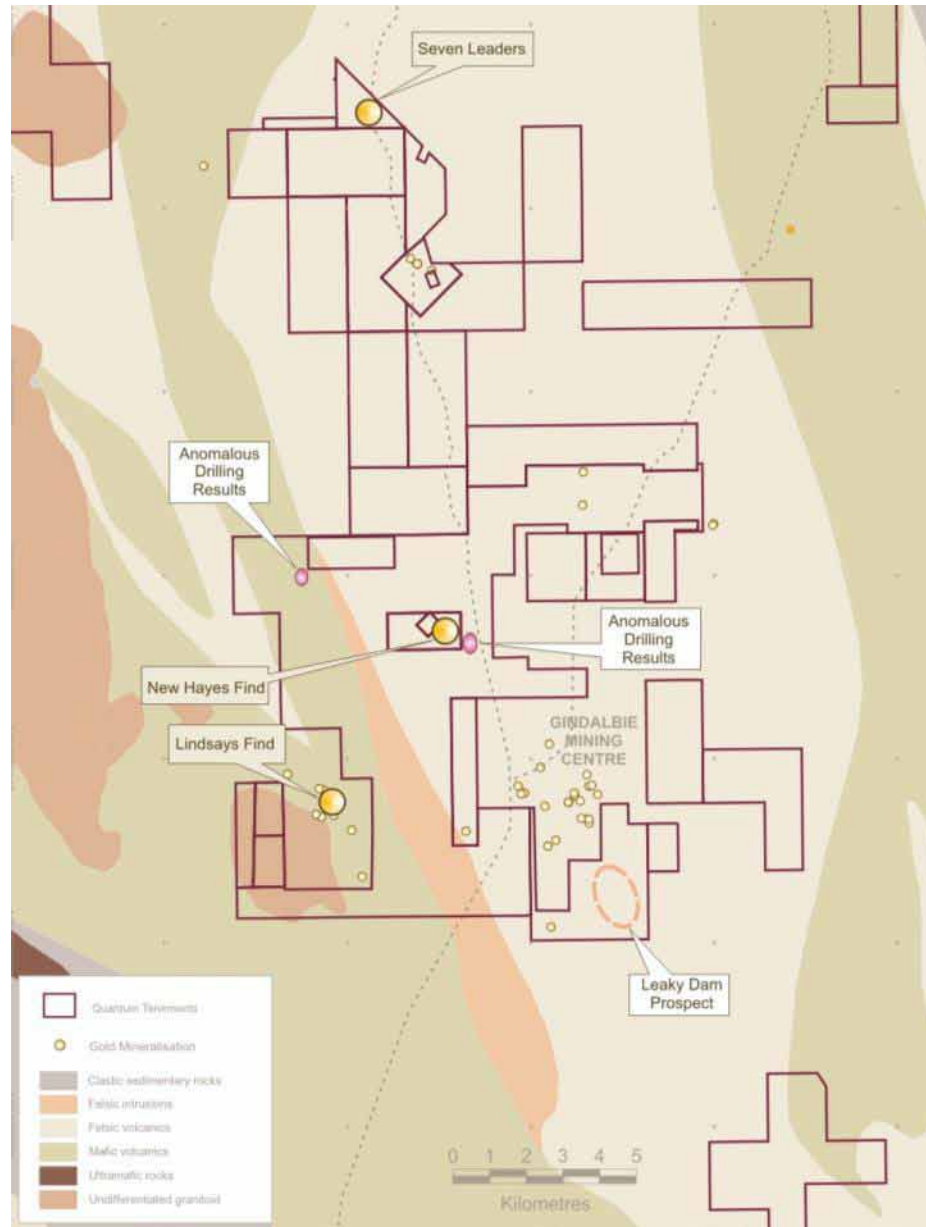 Seven Leaders
Anomalous
Drilling
Results
Anomalous
Drilling
Results
New Hayes Find
Lindsays Find
GINDALBIE
MINING
CENTRE
Leaky Dam
Prospect
Quantum Tenements
Gold Mineralisation
Clastic sedimentary rocks
Felsic intrusions
Felsic volcanics
Mafic volcanics
Ultramafic rocks
Undifferentiated granitoid
0 1 2 3 4 5
Kilometres